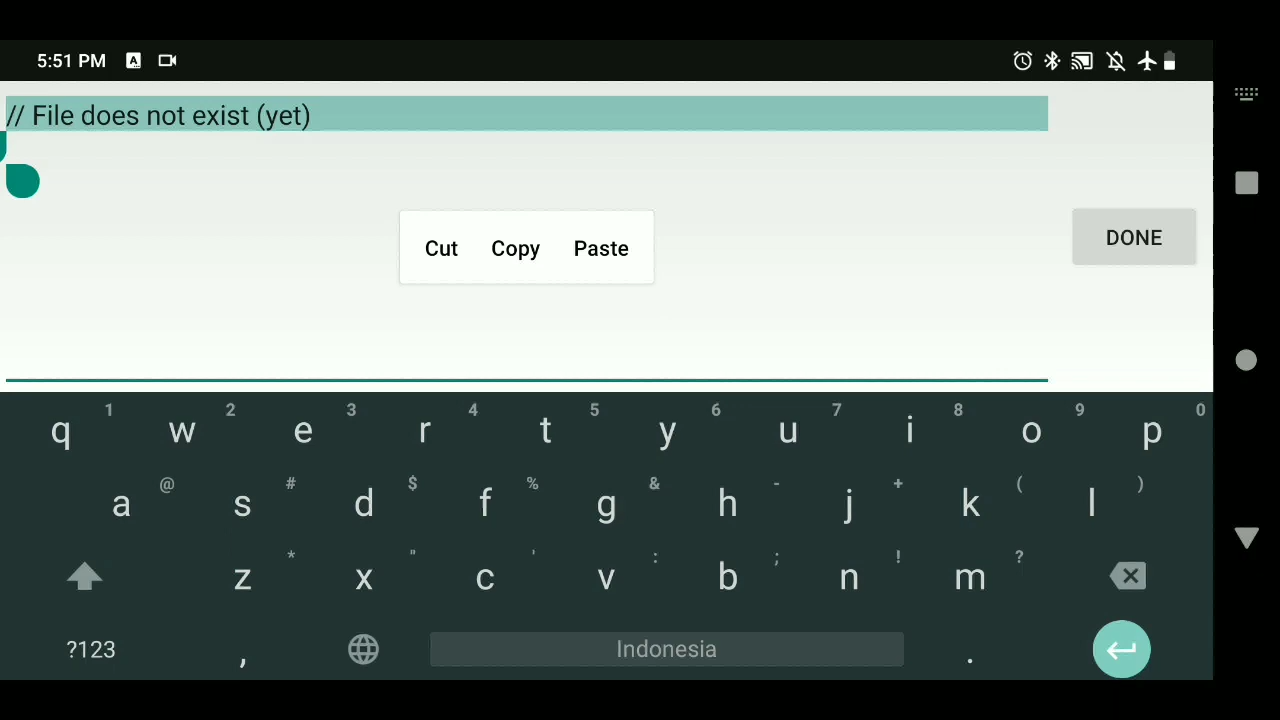 5:51 PM A
// File does not exist (yet)
Cut Copy Paste
DONE
q 1 w 2 e 3 r 4 t 5 y 6 u 7 i 8 o 9 p 0
a @ s # d $ f % g & h - j + k ( l )
z * x " c ' v : b ; n ! m ?
?123 , Indonesia .